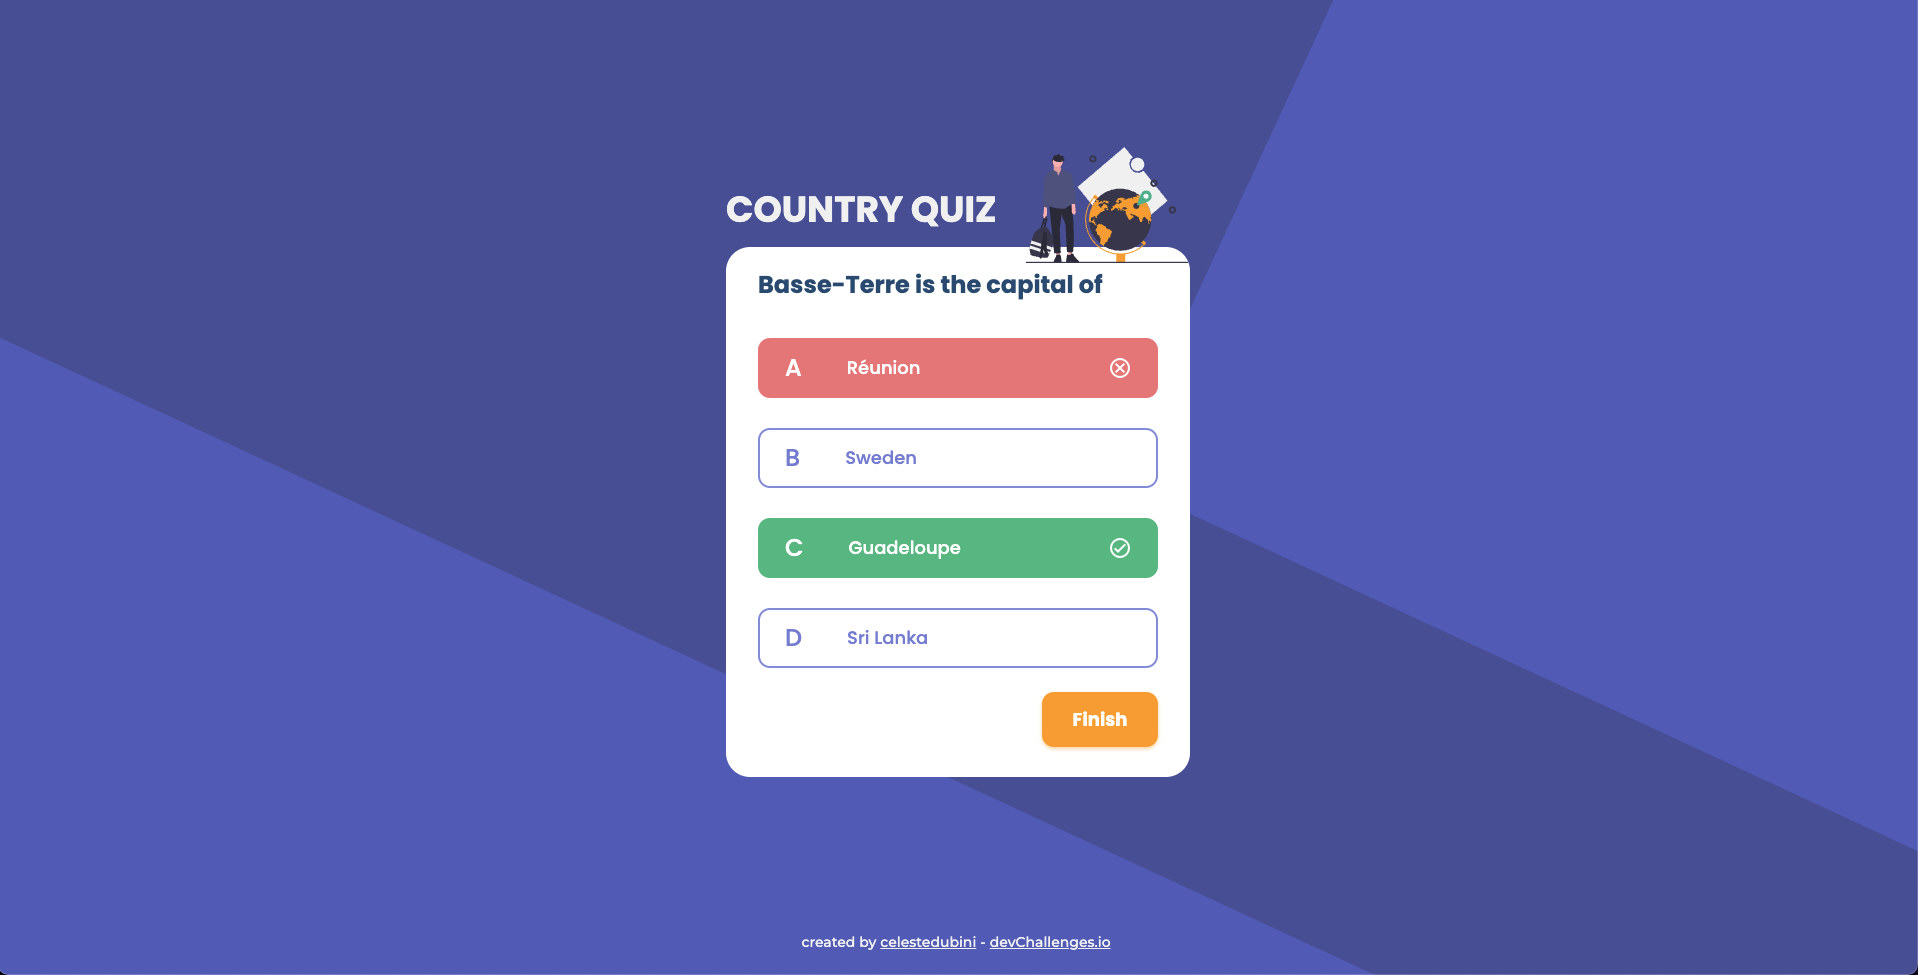 COUNTRY QUIZ
Basse-Terre is the capital of
A Réunion
B Sweden
C Guadeloupe
D Sri Lanka
Finish
created by celestedubini - devChallenges.io